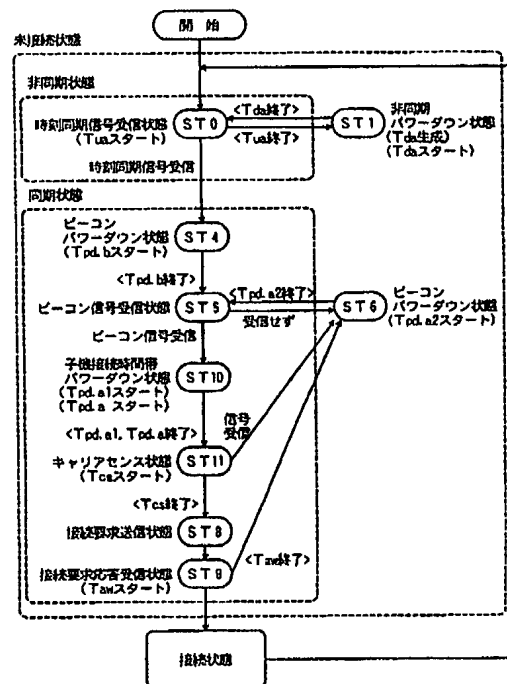 開始
未接続状態
非同期状態
時刻同期信号受信状態
(Tuaスタート)
ST0
<Tda終了>
<Tua終了>
ST1
非同期
パワーダウン状態
(Tda生成)
(Tdaスタート)
時刻同期信号受信
同期状態
ビーコン
パワーダウン状態
(Tpd.bスタート)
ST4
<Tpd.b終了>
ビーコン信号受信状態
ST5
<Tpd.a2終了>
受信せず
ST6
ビーコン
パワーダウン状態
(Tpd.a2スタート)
ビーコン信号受信
子機接続時間帯
パワーダウン状態
(Tpd.a1スタート)
(Tpd.a スタート)
ST10
<Tpd.a1, Tpd.a終了>
信号
受信
キャリアセンス状態
(Tcsスタート)
ST11
<Tcs終了>
接続要求送信状態
ST8
接続要求応答受信状態
(Tawスタート)
ST9
<Taw終了>
接続状態